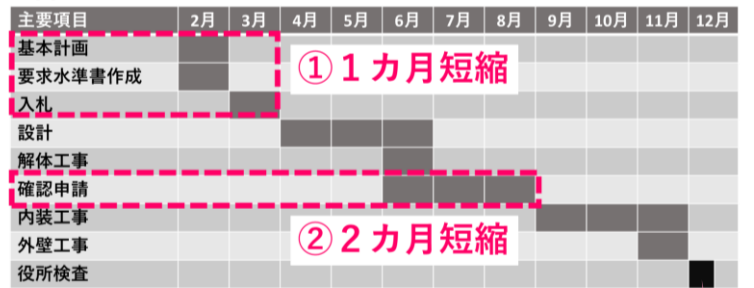 主要項目 2月 3月 4月 5月 6月 7月 8月 9月 10月 11月 12月
基本計画
①1カ月短縮
要求水準書作成
入札
設計
解体工事
確認申請
内装工事
②2カ月短縮
外壁工事
役所検査